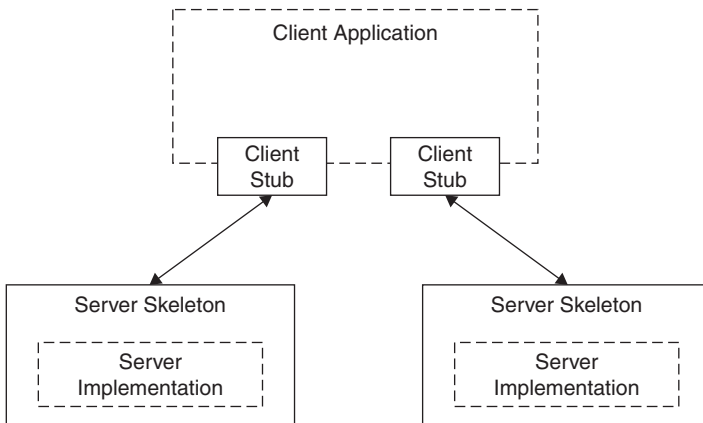 Client Application
Client
Stub
Client
Stub
Server Skeleton
Server
Implementation
Server Skeleton
Server
Implementation